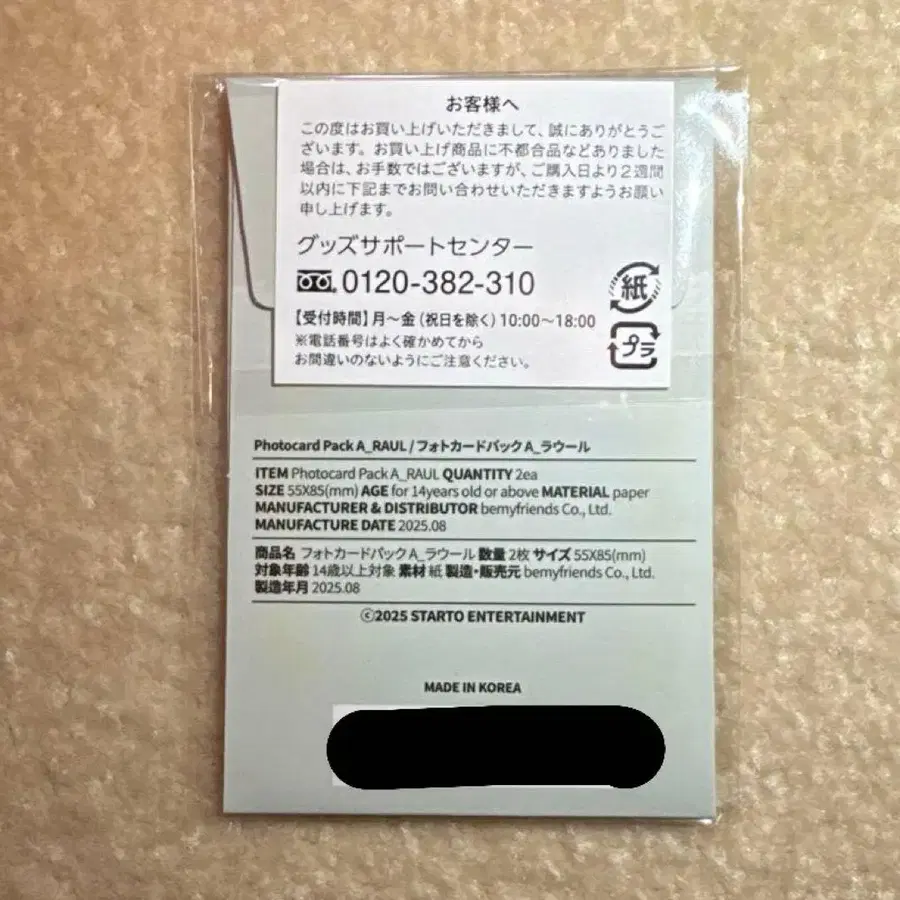 お客様へ
この度はお買い上げいただきまして、誠にありがとうござ
います。お買い上げ商品に不都合品などありました
場合は、お手数ではございますが、ご購入日より2週間
以内に下記までお問い合わせいただきますようお願い
申し上げます。
グッズサポートセンター
0120-382-310
【受付時間】月〜金(祝日を除く)10:00〜18:00
※電話番号はよく確かめてから
お間違いのないようにご注意ください。
紙
プラ
Photocard Pack A_RAUL / フォトカードパック A_ラウール
ITEM Photocard Pack A_RAUL QUANTITY 2ea
SIZE 55X85(mm) AGE for 14years old or above MATERIAL paper
MANUFACTURER & DISTRIBUTOR bemyfriends Co., Ltd.
MANUFACTURE DATE 2025.08
商品名 フォトカードパック A_ラウール 数量 2枚 サイズ 55X85(mm)
対象年齢 14歳以上対象 素材 紙 製造・販売元 bemyfriends Co., Ltd.
製造年月 2025.08
©2025 STARTO ENTERTAINMENT
MADE IN KOREA